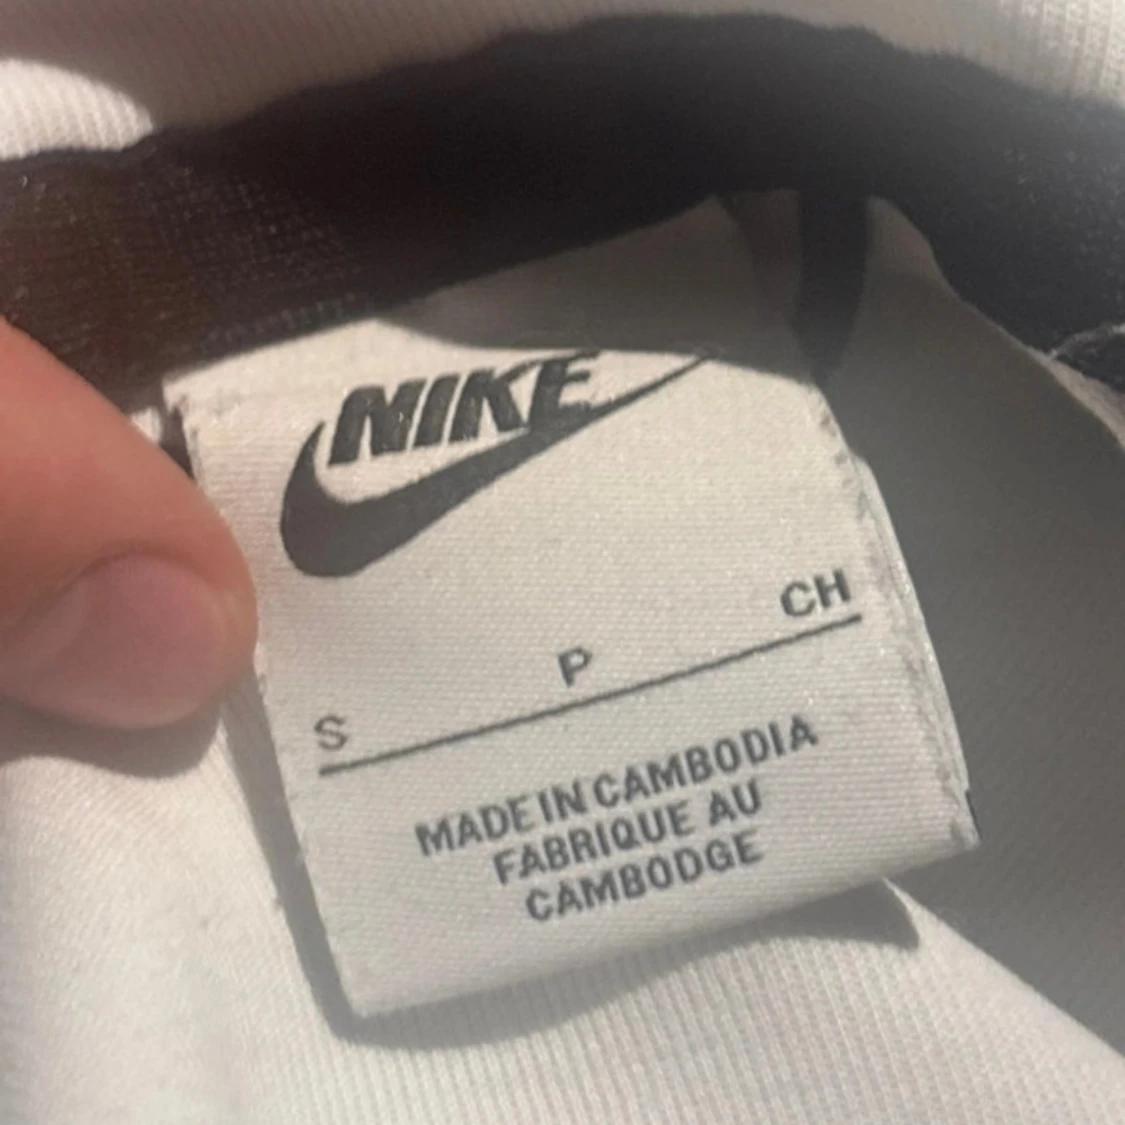 NIKE
S P CH
MADE IN CAMBODIA
FABRIQUE AU
CAMBODGE